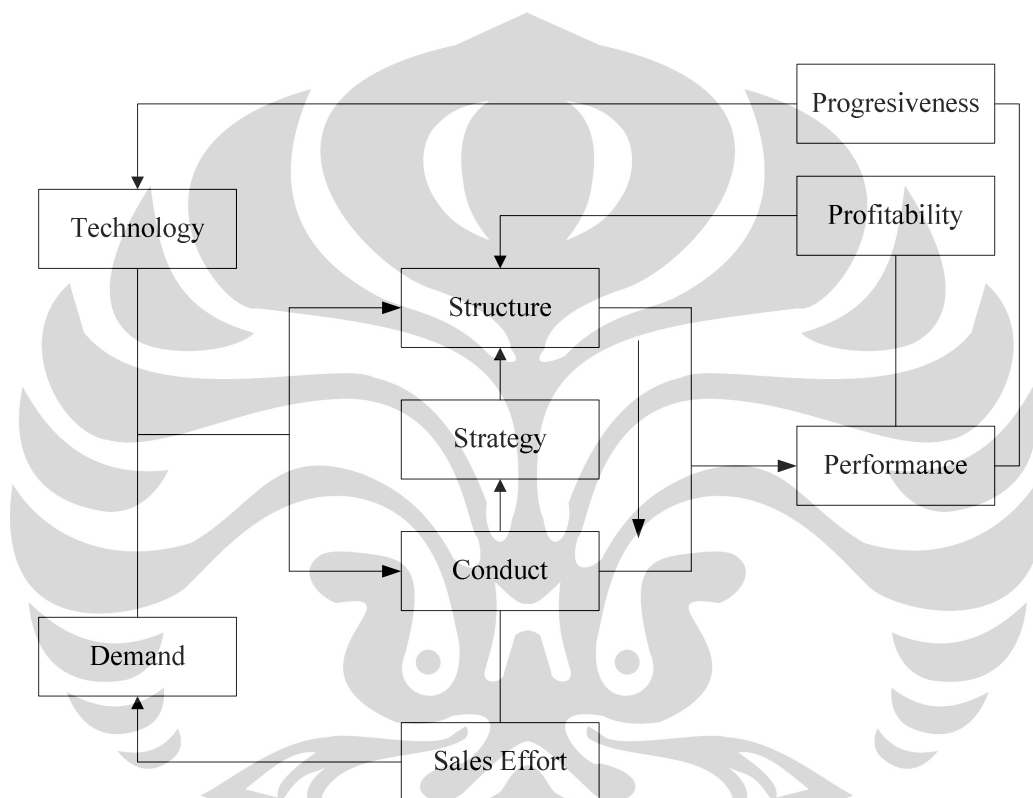 Progresiveness
Technology
Profitability
Structure
Strategy
Performance
Conduct
Demand
Sales Effort